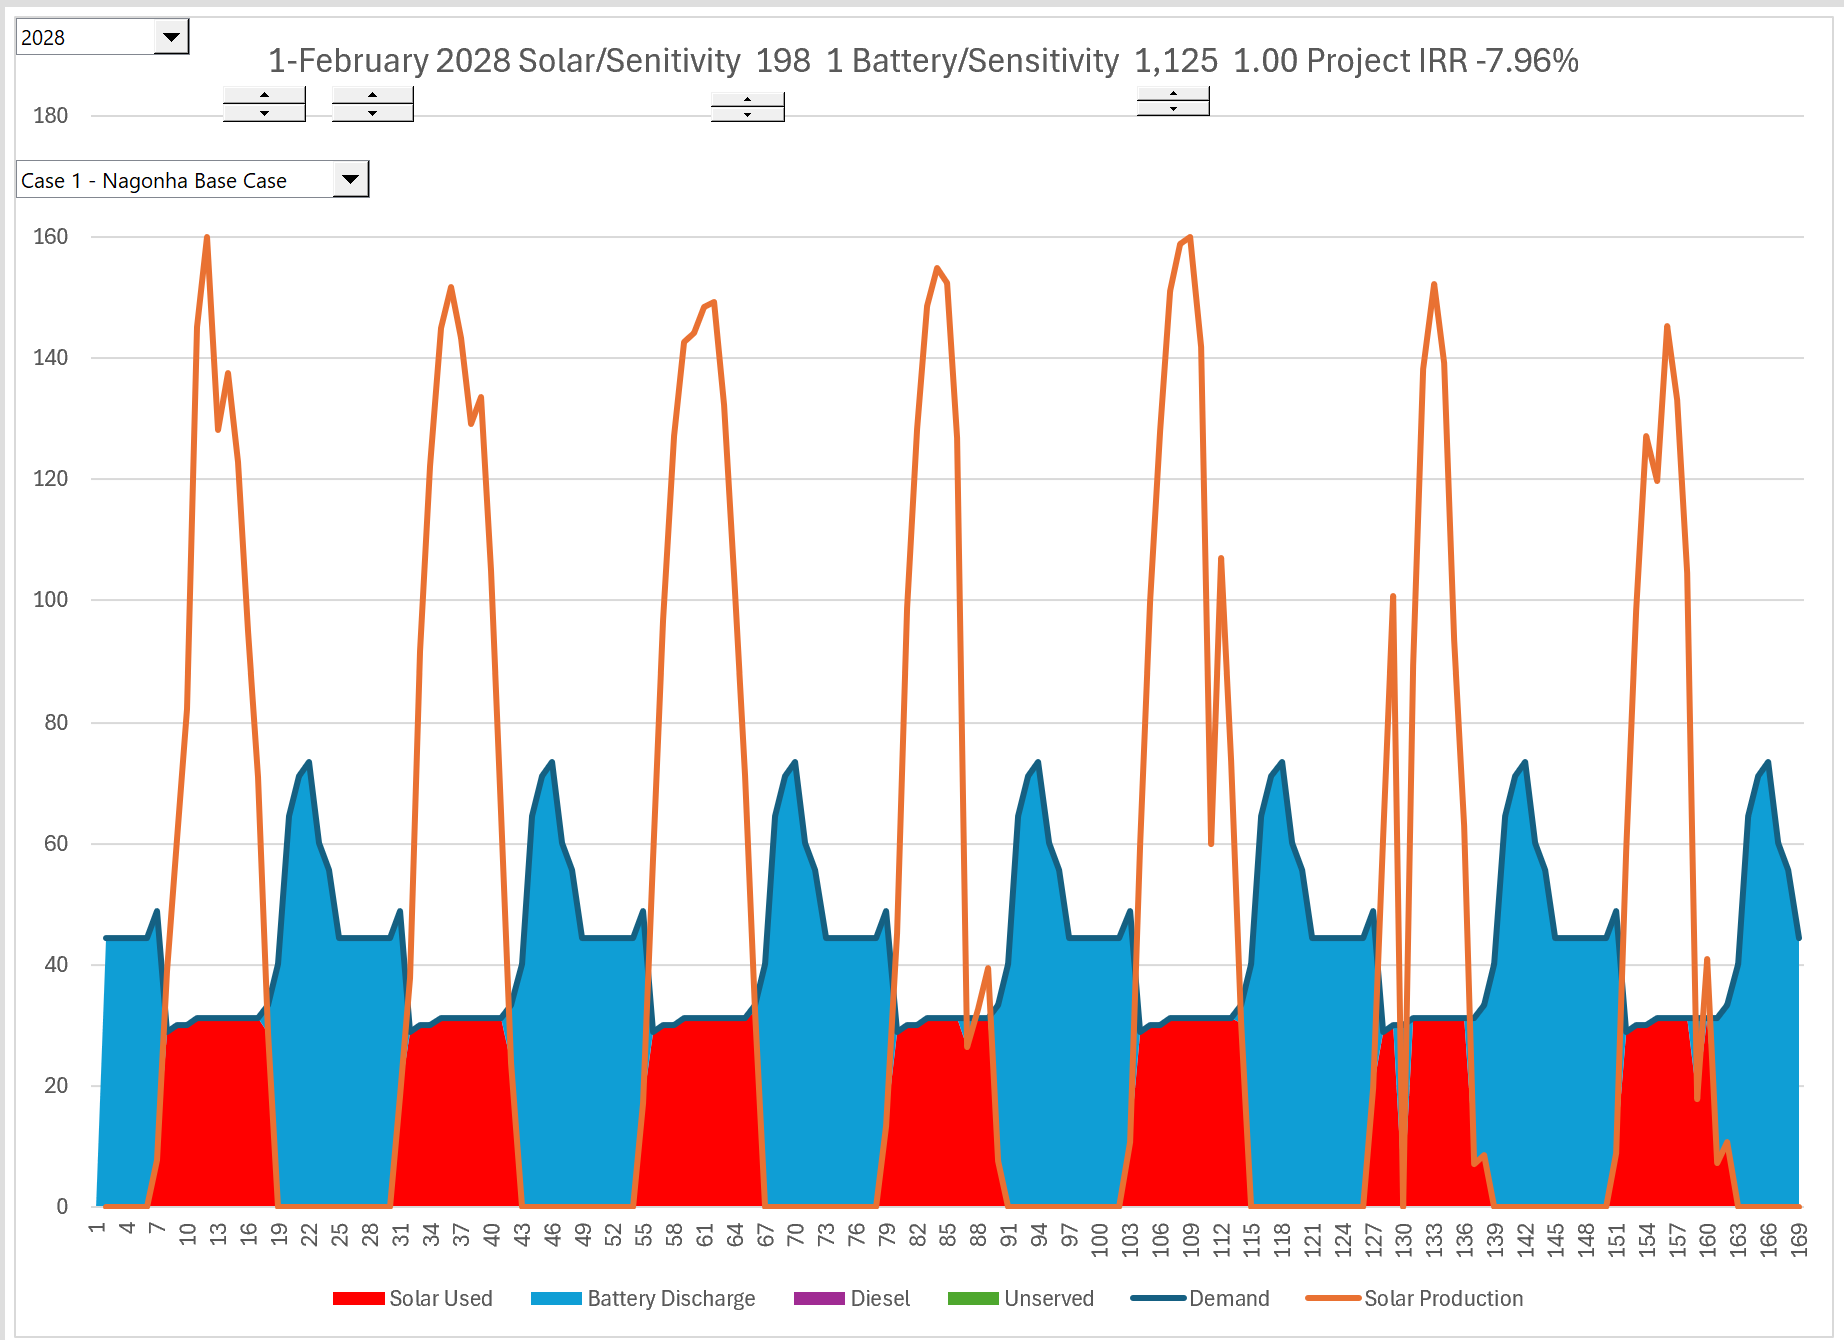 2028
1-February 2028 Solar/Senitivity 198 1 Battery/Sensitivity 1,125 1.00 Project IRR -7.96%
180
Case 1 - Nagonha Base Case
160
140
120
100
80
60
40
20
0
1 4 7 10 13 16 19 22 25 28 31 34 37 40 43 46 49 52 55 58 61 64 67 70 73 76 79 82 85 88 91 94 97 100 103 106 109 112 115 118 121 124 127 130 133 136 139 142 145 148 151 154 157 160 163 166 169
Solar Used Battery Discharge Diesel Unserved Demand Solar Production